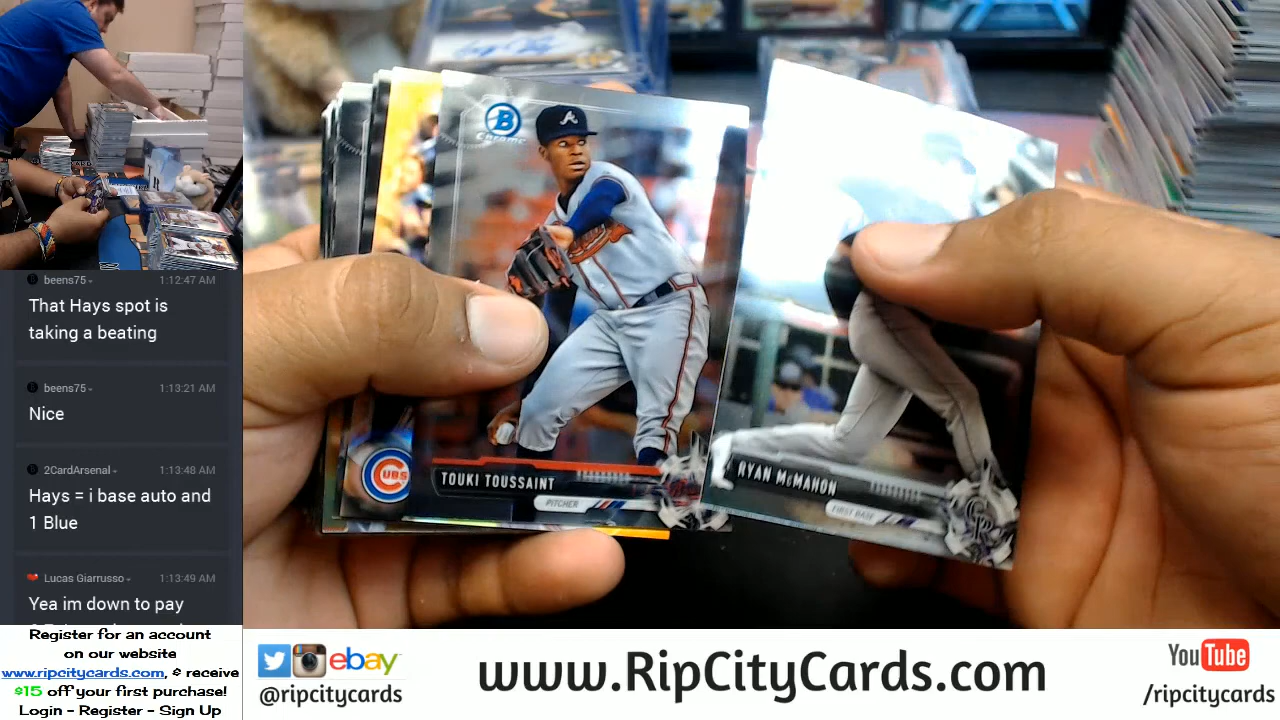 beens75
1:12:47 AM
That Hays spot is
taking a beating
beens75
1:13:21 AM
Nice
2CardArsenal
1:13:48 AM
Hays = i base auto and
1 Blue
Lucas Giarrusso
1:13:49 AM
Yea im down to pay
Register for an account
on our website
www.ripcitycards.com, & receive
$15 off your first purchase!
Login - Register - Sign Up
B
Chrome
A
CUBS
TOUKI TOUSSAINT
PITCHER
RYAN McMAHON
FIRST BASE
CR
ebay
@ripcitycards
www.RipCityCards.com
YouTube
/ripcitycards